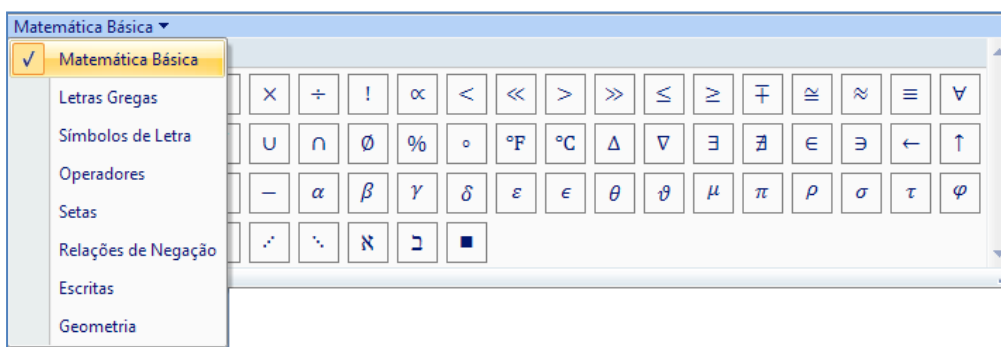 Matemática Básica
√ Matemática Básica
× ÷ ! ∝ < ≪ > ≫ ≤ ≥ ∓ ≅ ≈ ≡ ∀
Letras Gregas
Símbolos de Letra
∪ ∩ ∅ % ° °F °C ∆ ∇ ∃ ∄ ∈ ∋ ← ↑
Operadores
− α β γ δ ε ϵ θ ϑ μ π ρ σ τ φ
Setas
Relações de Negação
⋰ ⋱ ℵ ℶ ∎
Escritas
Geometria